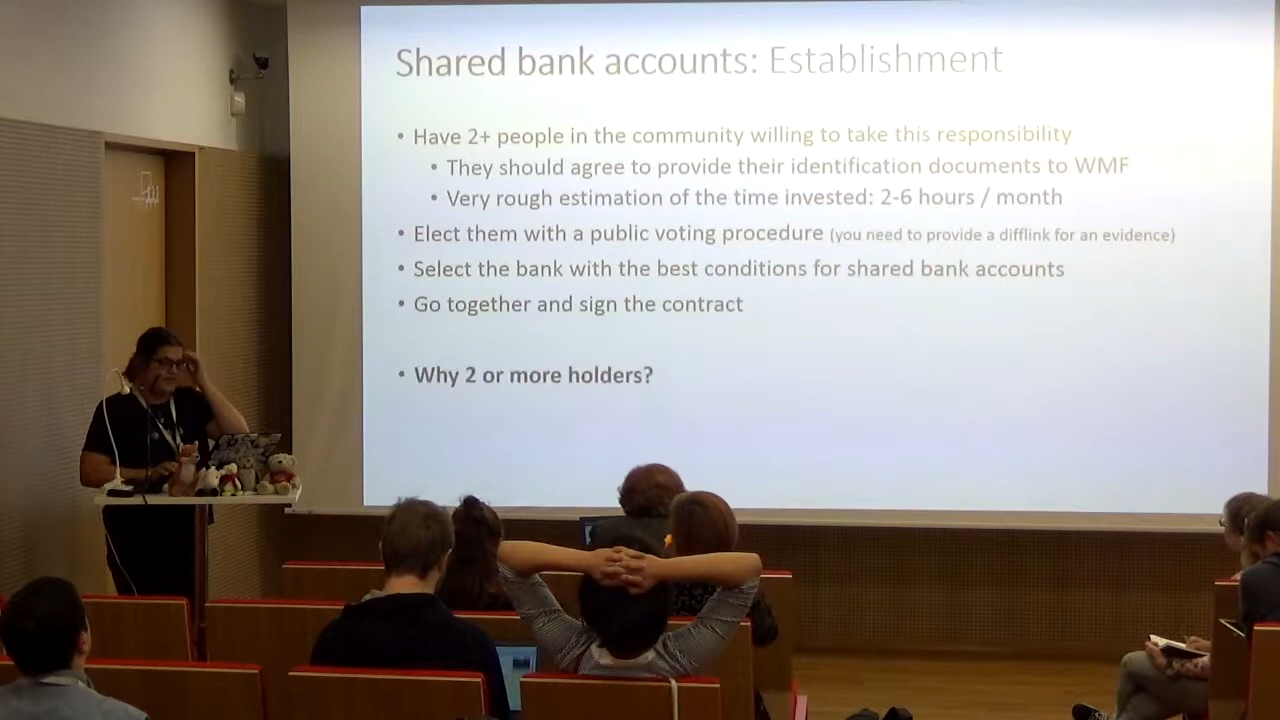 Shared bank accounts: Establishment
• Have 2+ people in the community willing to take this responsibility
• They should agree to provide their identification documents to WMF
• Very rough estimation of the time invested: 2-6 hours / month
• Elect them with a public voting procedure (you need to provide a difflink for an evidence)
• Select the bank with the best conditions for shared bank accounts
• Go together and sign the contract
• Why 2 or more holders?